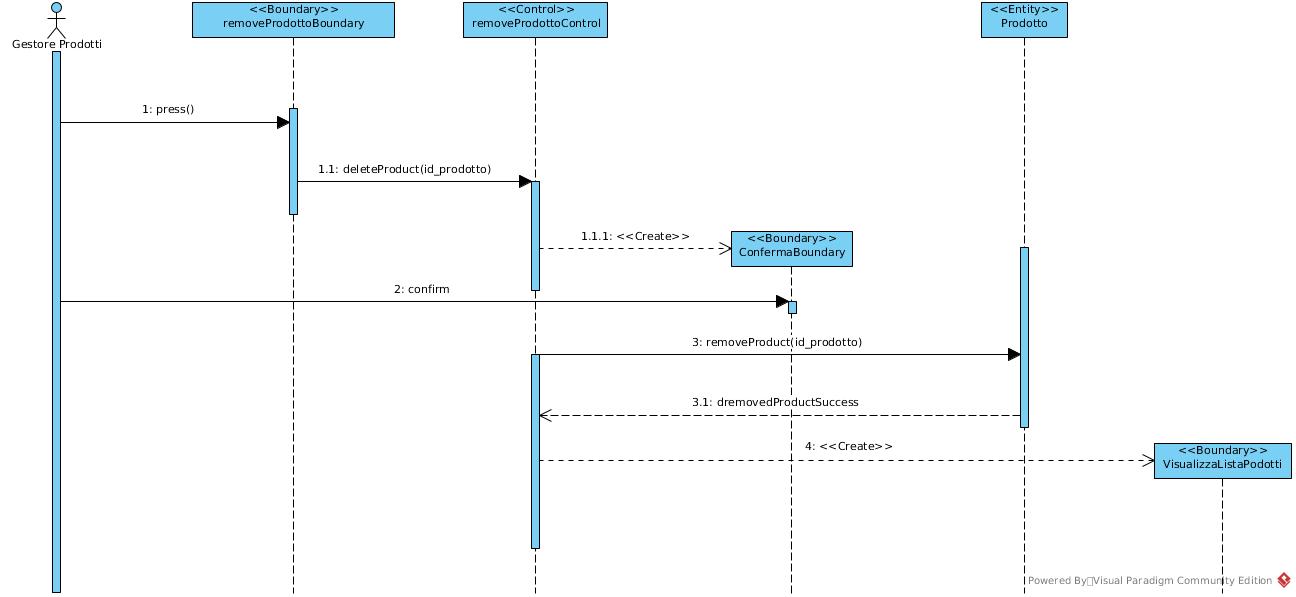 <<Boundary>>
removeProdottoBoundary
<<Control>>
removeProdottoControl
<<Entity>>
Prodotto
Gestore Prodotti
1: press()
1.1: deleteProduct(id_prodotto)
1.1.1: <<Create>>
<<Boundary>>
ConfermaBoundary
2: confirm
3: removeProduct(id_prodotto)
3.1: dremovedProductSuccess
4: <<Create>>
<<Boundary>>
VisualizzaListaPodotti
Powered By Visual Paradigm Community Edition